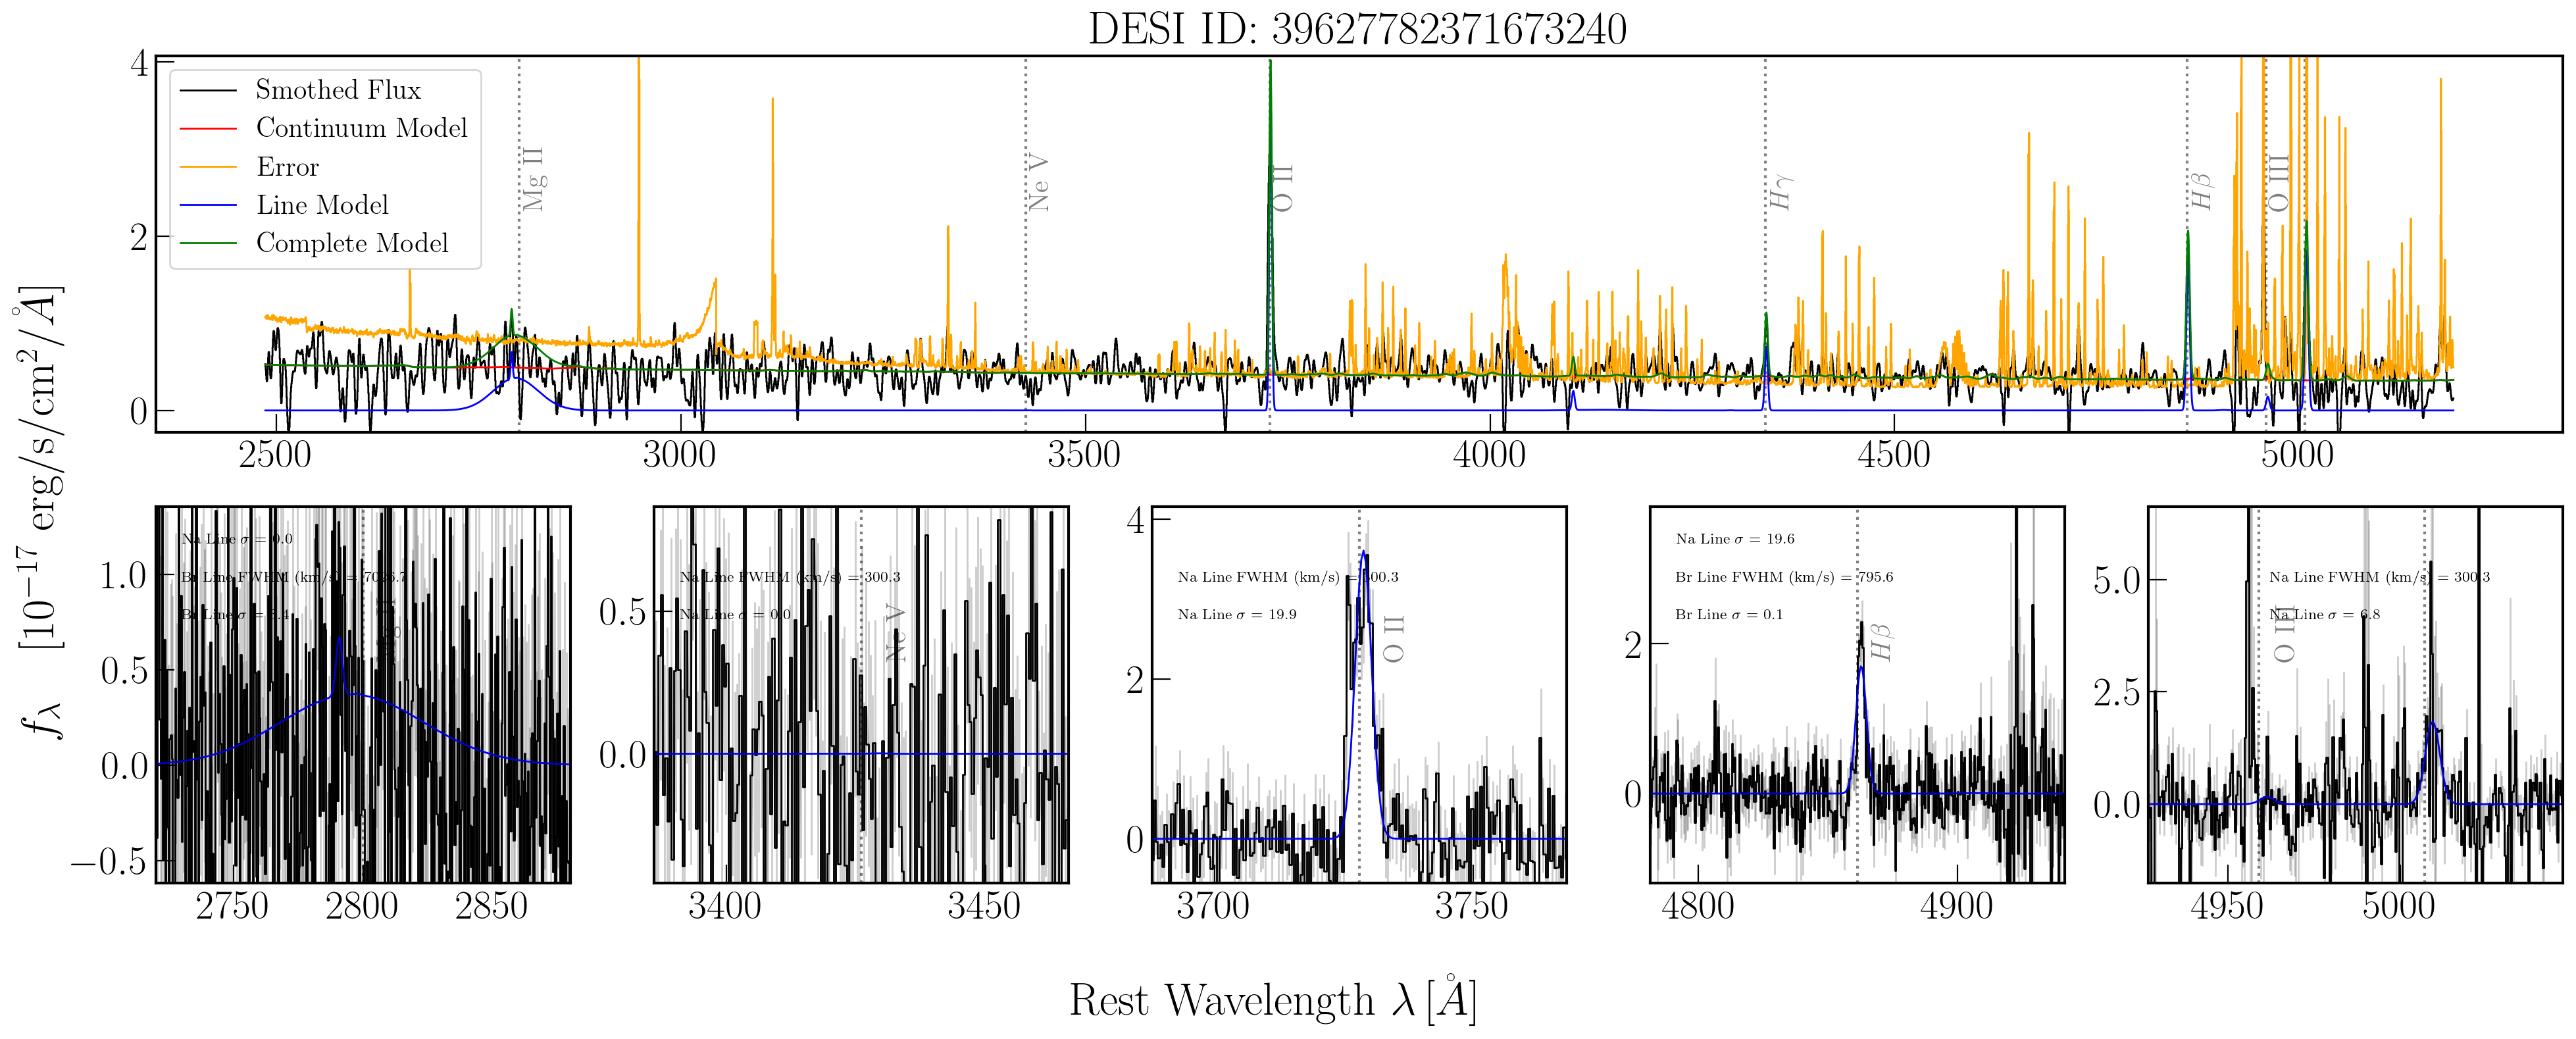 DESI ID: 39627782371673240
Smothed Flux
Continuum Model
Error
Line Model
Complete Model
Mg II
Ne V
O II
Hγ
Hβ
O III
4
2
0
2500 3000 3500 4000 4500 5000
f_λ [10^{-17} erg/s/cm^2/Å]
Na Line σ = 0.0
Br Line FWHM (km/s) =
Br Line σ =
1.0
0.5
0.0
−0.5
2750 2800 2850
Na Line FWHM (km/s) = 300.3
Na Line σ = 0.0
Ne V
0.5
0.0
3400 3450
Na Line FWHM (km/s) = 300.3
Na Line σ = 19.9
O II
4
2
0
3700 3750
Na Line σ = 19.6
Br Line FWHM (km/s) = 795.6
Br Line σ = 0.1
Hβ
2
0
4800 4900
Na Line FWHM (km/s) = 300.3
Na Line σ = 6.8
O III
5.0
2.5
0.0
4950 5000
Rest Wavelength λ [Å]